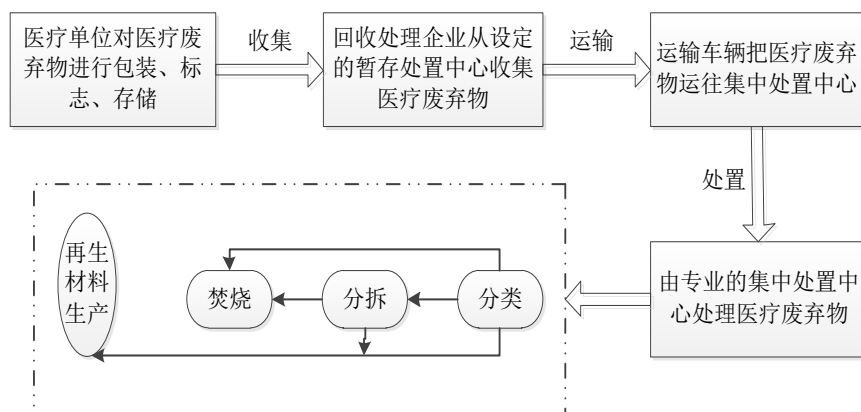 医疗单位对医疗废
弃物进行包装、标
志、存储
收集
回收处理企业从设定
的暂存处置中心收集
医疗废弃物
运输
运输车辆把医疗废弃
物运往集中处置中心
处置
由专业的集中处置中
心处理医疗废弃物
分类
分拆
焚烧
再生
材料
生产